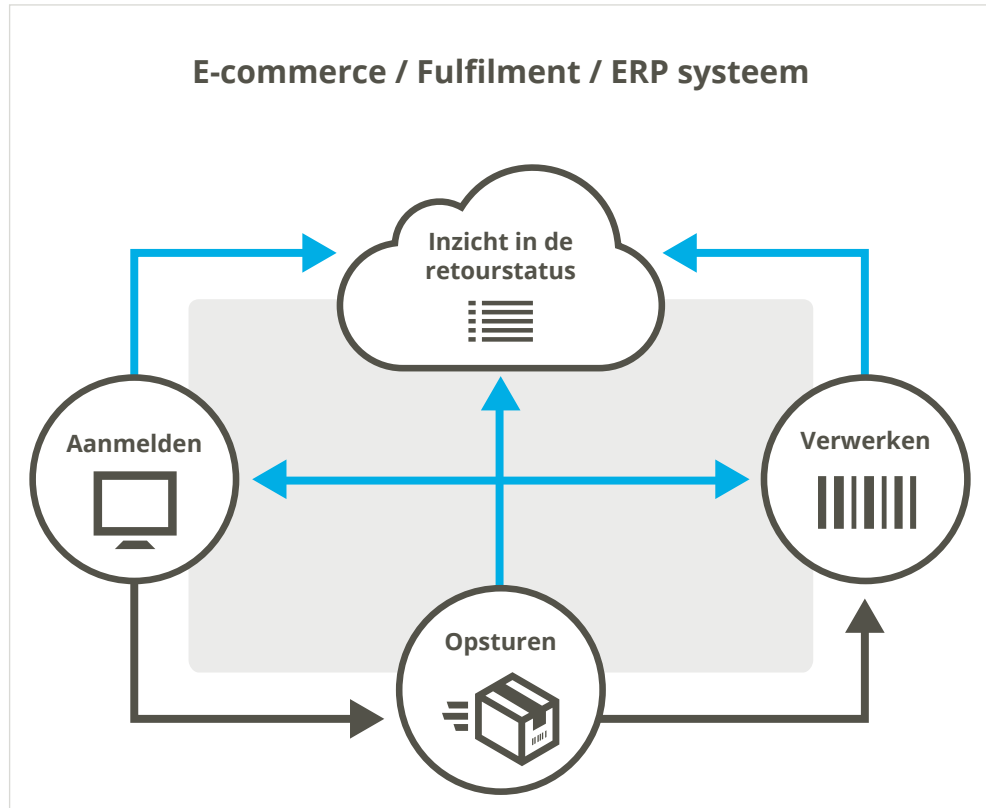 E-commerce / Fulfilment / ERP systeem
Inzicht in de
retourstatus
Aanmelden
Verwerken
Opsturen